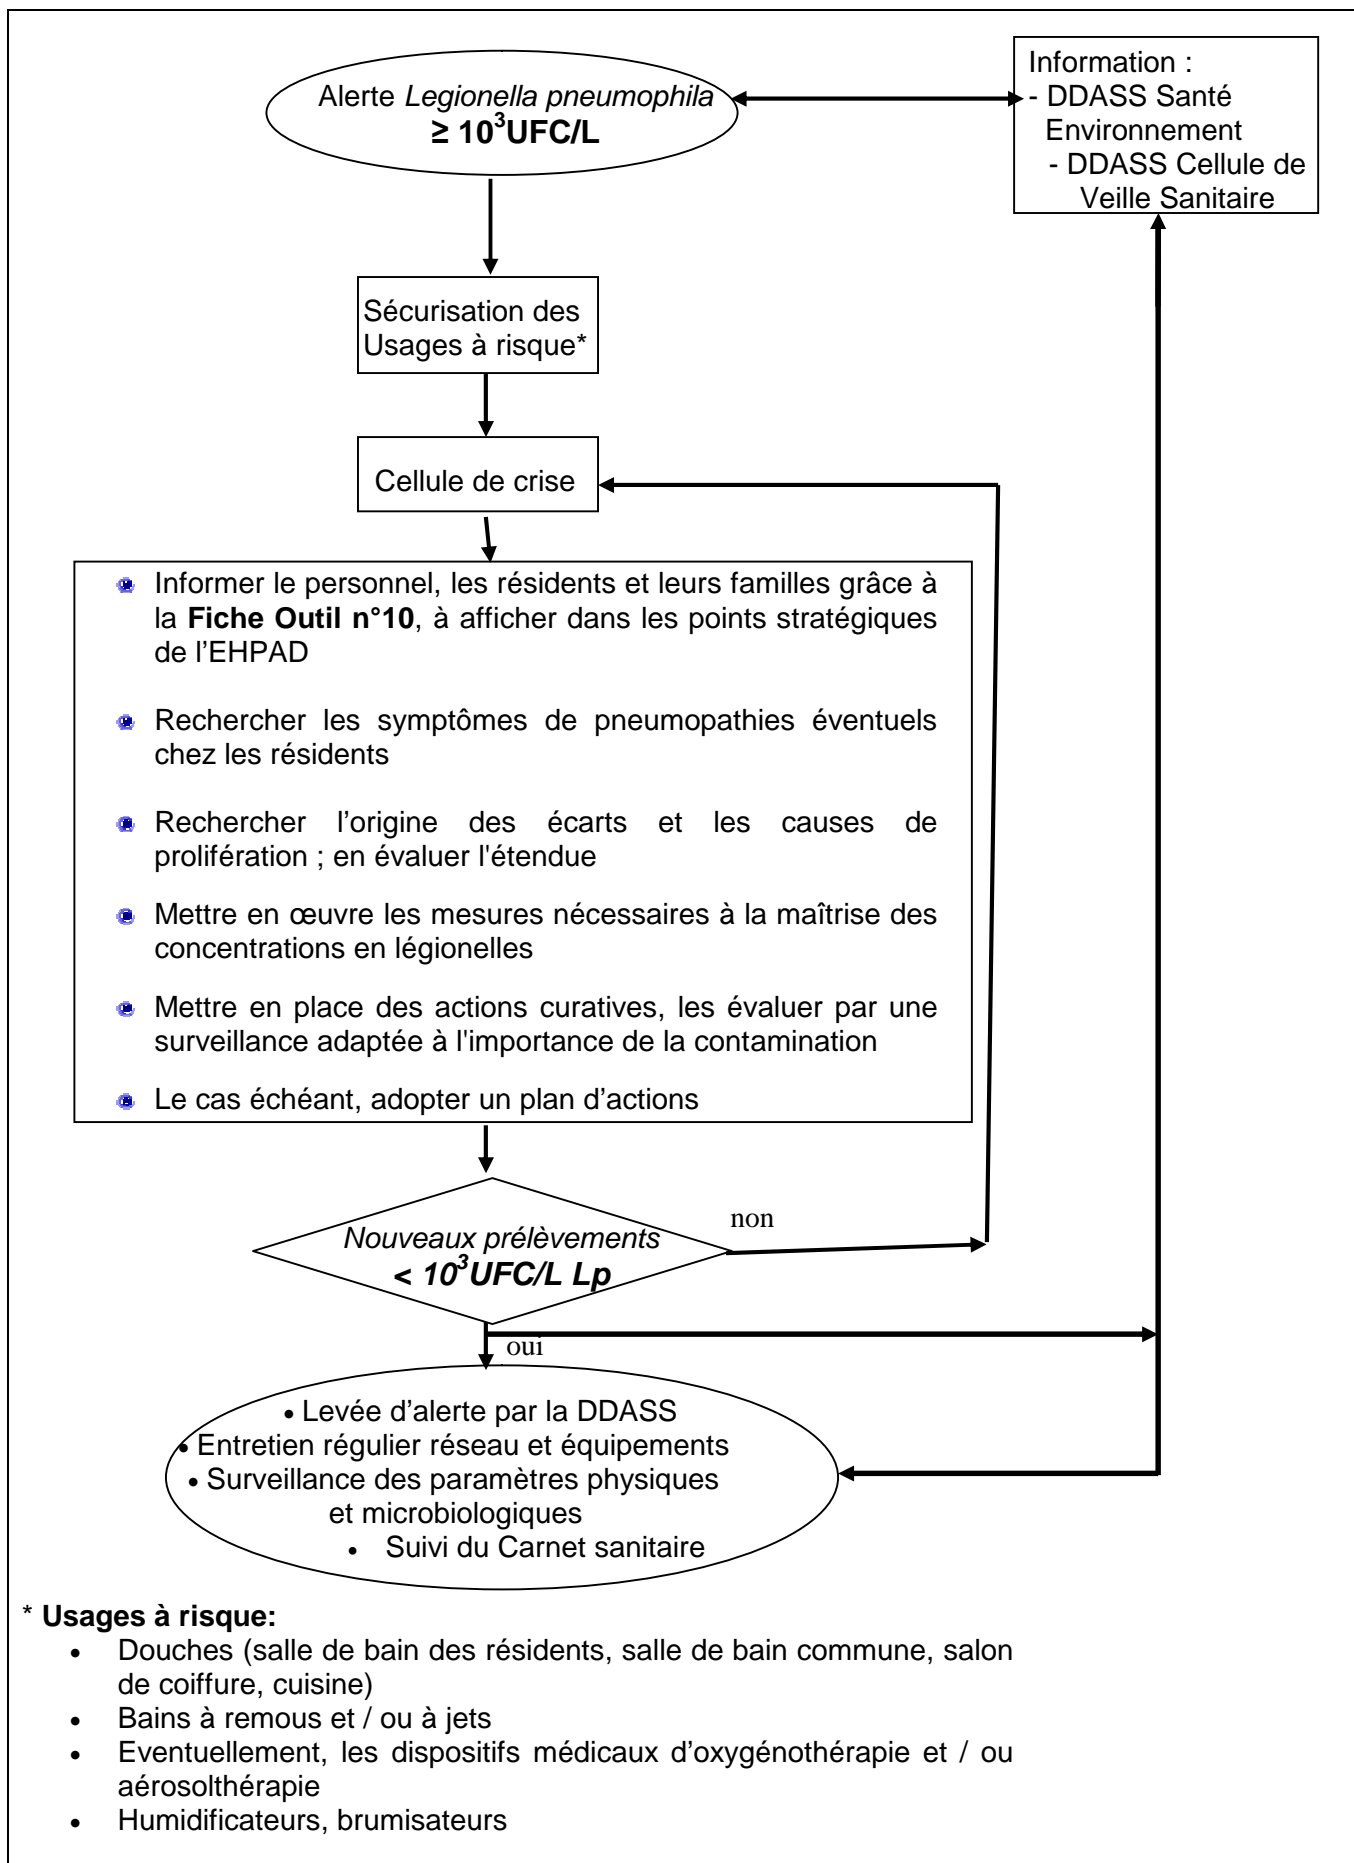 Alerte Legionella pneumophila
≥ 10³UFC/L
Information :
- DDASS Santé
Environnement
- DDASS Cellule de
Veille Sanitaire
Sécurisation des
Usages à risque*
Cellule de crise
Informer le personnel, les résidents et leurs familles grâce à
la Fiche Outil n°10, à afficher dans les points stratégiques
de l’EHPAD
Rechercher les symptômes de pneumopathies éventuels
chez les résidents
Rechercher l’origine des écarts et les causes de
prolifération ; en évaluer l'étendue
Mettre en œuvre les mesures nécessaires à la maîtrise des
concentrations en légionelles
Mettre en place des actions curatives, les évaluer par une
surveillance adaptée à l'importance de la contamination
Le cas échéant, adopter un plan d’actions
non
Nouveaux prélèvements
< 10³UFC/L Lp
oui
• Levée d’alerte par la DDASS
• Entretien régulier réseau et équipements
• Surveillance des paramètres physiques
et microbiologiques
• Suivi du Carnet sanitaire
* Usages à risque:
• Douches (salle de bain des résidents, salle de bain commune, salon
de coiffure, cuisine)
• Bains à remous et / ou à jets
• Eventuellement, les dispositifs médicaux d’oxygénothérapie et / ou
aérosolthérapie
• Humidificateurs, brumisateurs